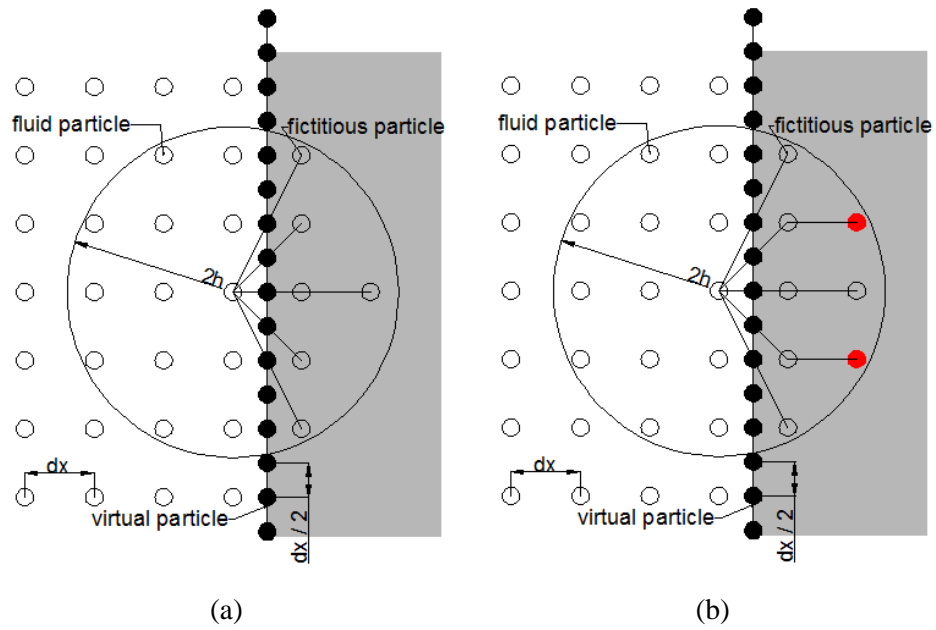 fluid particle
fictitious particle
2h
dx
virtual particle
dx / 2
(a)
fluid particle
fictitious particle
2h
dx
virtual particle
dx / 2
(b)